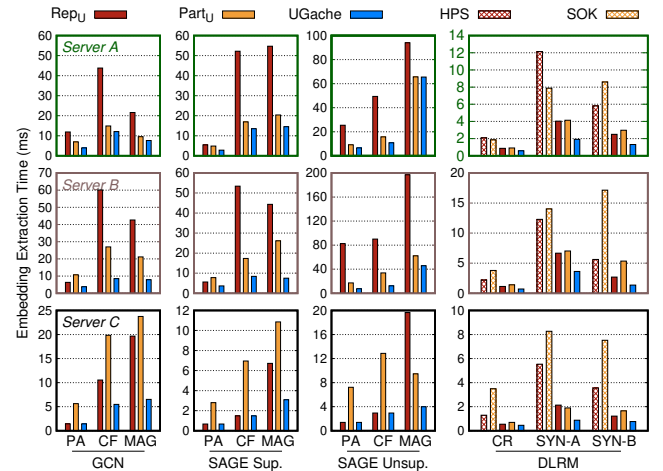 Rep_U Part_U UGache HPS SOK
Embedding Extraction Time (ms)
Server A
60 60 100 14
50 50 80 12
40 40 60 10
30 30 40 8
20 20 20 6
10 10 0 4
0 0 2
0
Server B
70 60 200 20
60 50 160 15
50 40 120 10
40 30 80 5
30 20 40 0
20 10 0
10 0
0
Server C
25 12 20 10
20 10 16 8
15 8 12 6
10 6 8 4
5 4 4 2
0 2 0 0
0
PA CF MAG PA CF MAG PA CF MAG CR SYN-A SYN-B
GCN SAGE Sup. SAGE Unsup. DLRM